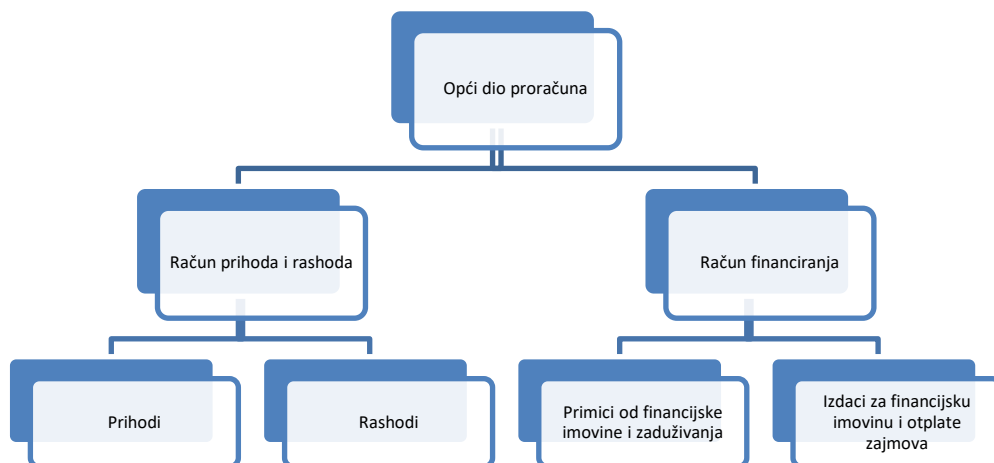 Opći dio proračuna
Račun prihoda i rashoda
Račun financiranja
Prihodi
Rashodi
Primici od financijske
imovine i zaduživanja
Izdaci za financijsku
imovinu i otplate
zajmova